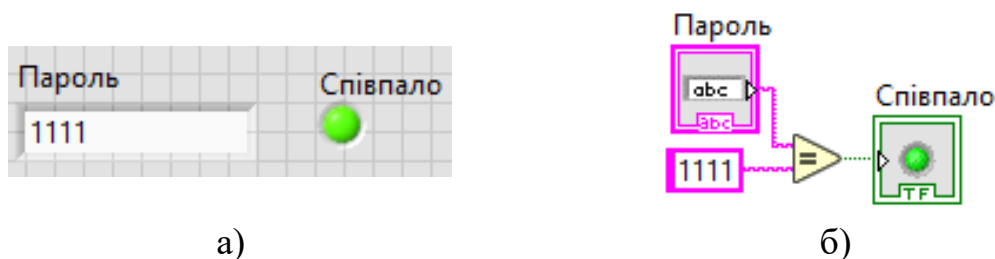 Пароль
1111
Співпало
а)
Пароль
abc
abc
1111
=
Співпало
TF
б)